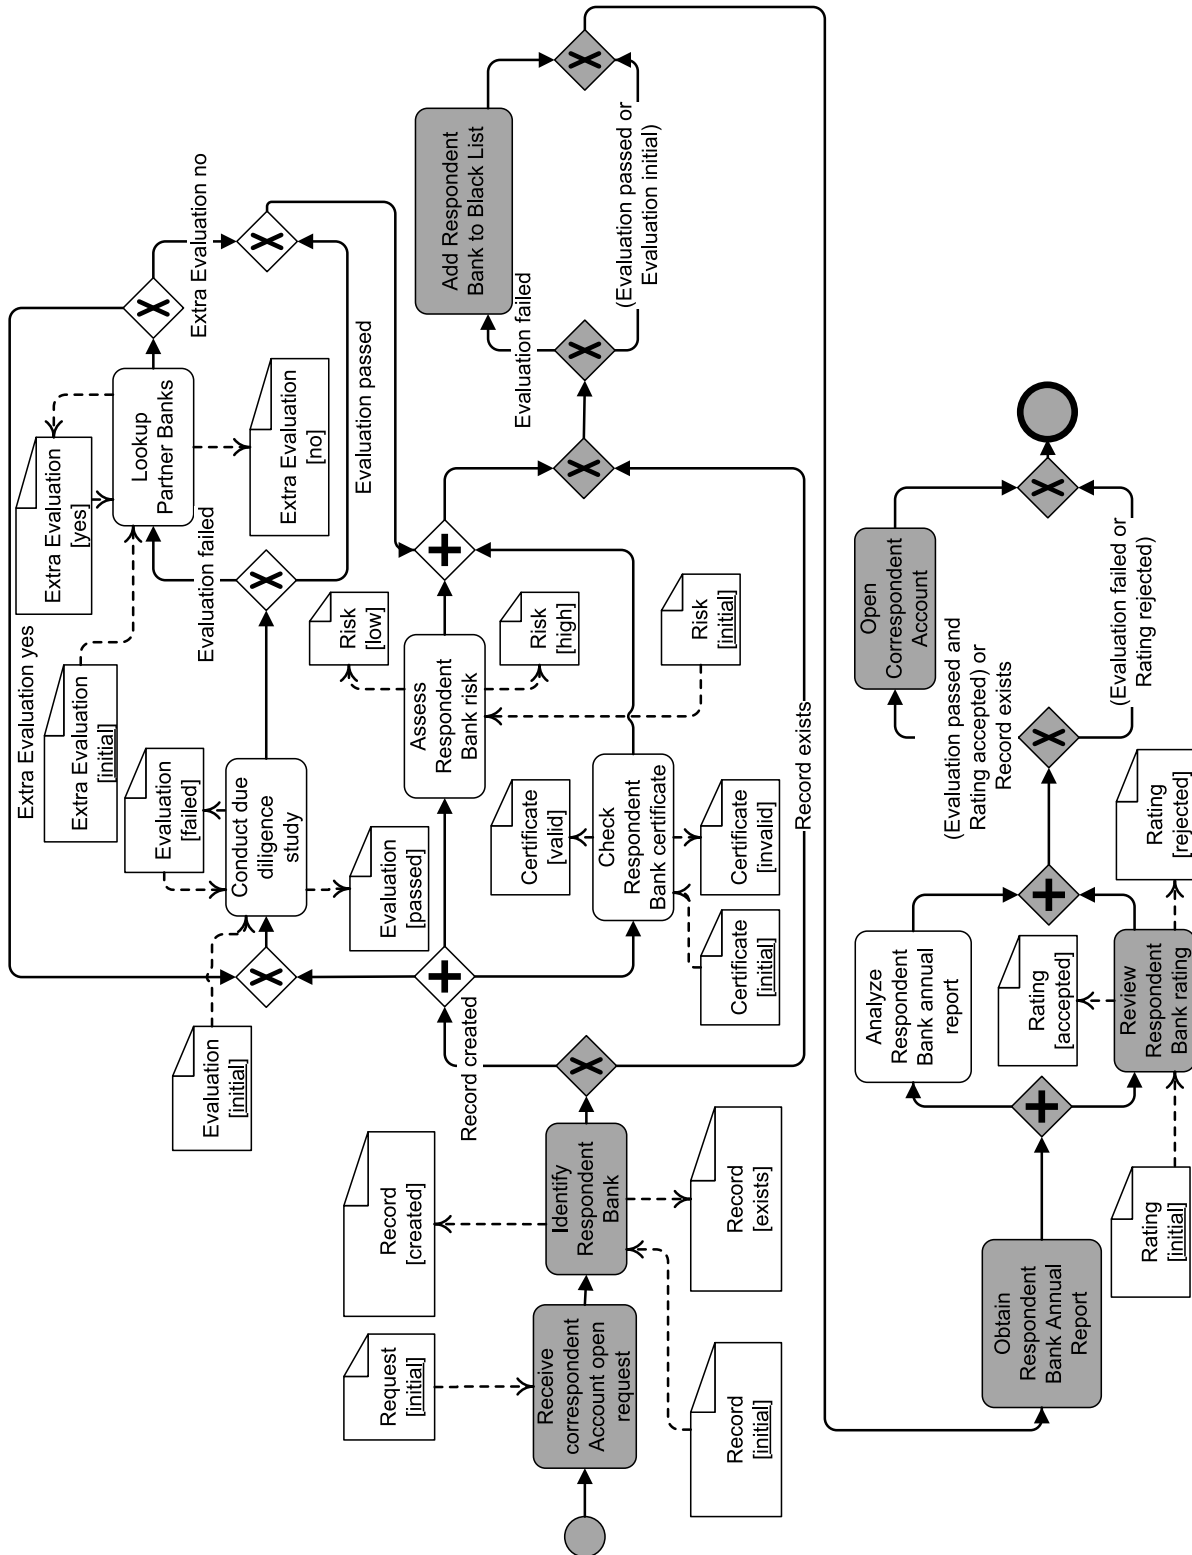 Request
[initial]
Receive
correspondent
Account open
request
Record
[initial]
Record
[created]
Identify
Respondent
Bank
Record
[exists]
Record created
Record exists
Evaluation
[initial]
Extra Evaluation yes
Extra Evaluation
[initial]
Evaluation
[failed]
Conduct due
diligence
study
Evaluation
[passed]
Evaluation failed
Evaluation passed
Extra Evaluation
[yes]
Lookup
Partner Banks
Extra Evaluation
[no]
Extra Evaluation no
Risk
[low]
Assess
Respondent
Bank risk
Risk
[high]
Risk
[initial]
Certificate
[valid]
Check
Respondent
Bank certificate
Certificate
[invalid]
Certificate
[initial]
Evaluation failed
Add Respondent
Bank to Black List
(Evaluation passed or
Evaluation initial)
Obtain
Respondent
Bank Annual
Report
Analyze
Respondent
Bank annual
report
Rating
[accepted]
Review
Respondent
Bank rating
Rating
[initial]
Rating
[rejected]
(Evaluation passed and
Rating accepted) or
Record exists
Open
Correspondent
Account
(Evaluation failed or
Rating rejected)